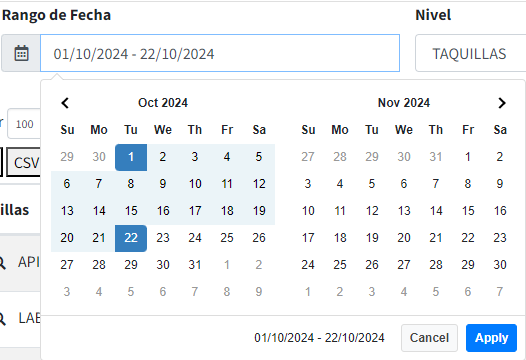 Rango de Fecha Nivel
01/10/2024 - 22/10/2024 TAQUILLAS
Oct 2024 Nov 2024
r 100
Su Mo Tu We Th Fr Sa Su Mo Tu We Th Fr Sa
CSV
29 30 1 2 3 4 5 27 28 29 30 31 1 2
6 7 8 9 10 11 12 3 4 5 6 7 8 9
illas
13 14 15 16 17 18 19 10 11 12 13 14 15 16
20 21 22 23 24 25 26 17 18 19 20 21 22 23
API
27 28 29 30 31 1 2 24 25 26 27 28 29 30
3 4 5 6 7 8 9 1 2 3 4 5 6 7
LAB
01/10/2024 - 22/10/2024 Cancel Apply